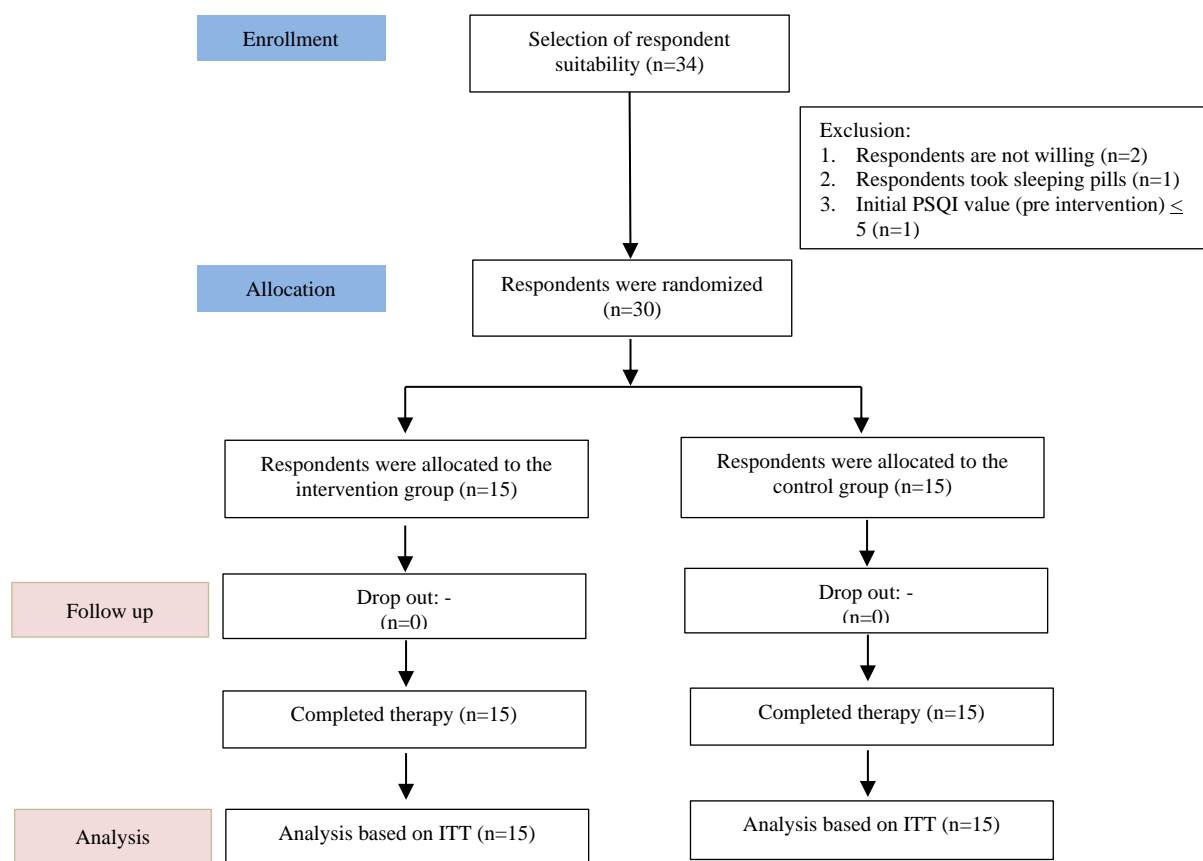 Enrollment
Selection of respondent
suitability (n=34)
Exclusion:
1. Respondents are not willing (n=2)
2. Respondents took sleeping pills (n=1)
3. Initial PSQI value (pre intervention) ≤
5 (n=1)
Allocation
Respondents were randomized
(n=30)
Respondents were allocated to the
intervention group (n=15)
Respondents were allocated to the
control group (n=15)
Follow up
Drop out: -
(n=0)
Drop out: -
(n=0)
Completed therapy (n=15)
Completed therapy (n=15)
Analysis
Analysis based on ITT (n=15)
Analysis based on ITT (n=15)